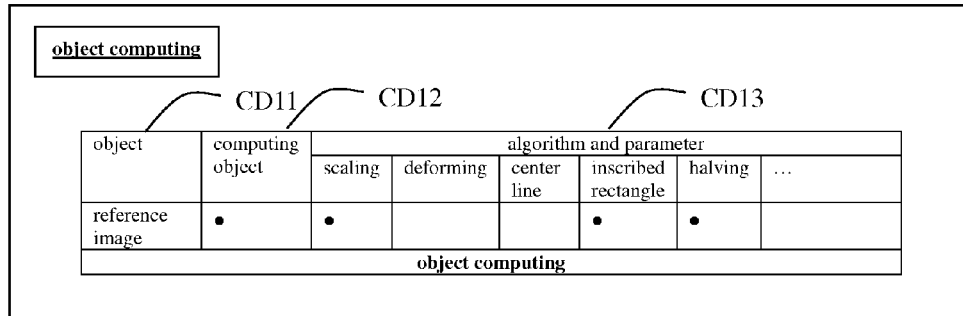 object computing
CD11
CD12
CD13
object
computing object
algorithm and parameter
scaling
deforming
center line
inscribed rectangle
halving
...
reference image
●
●
●
●
object computing